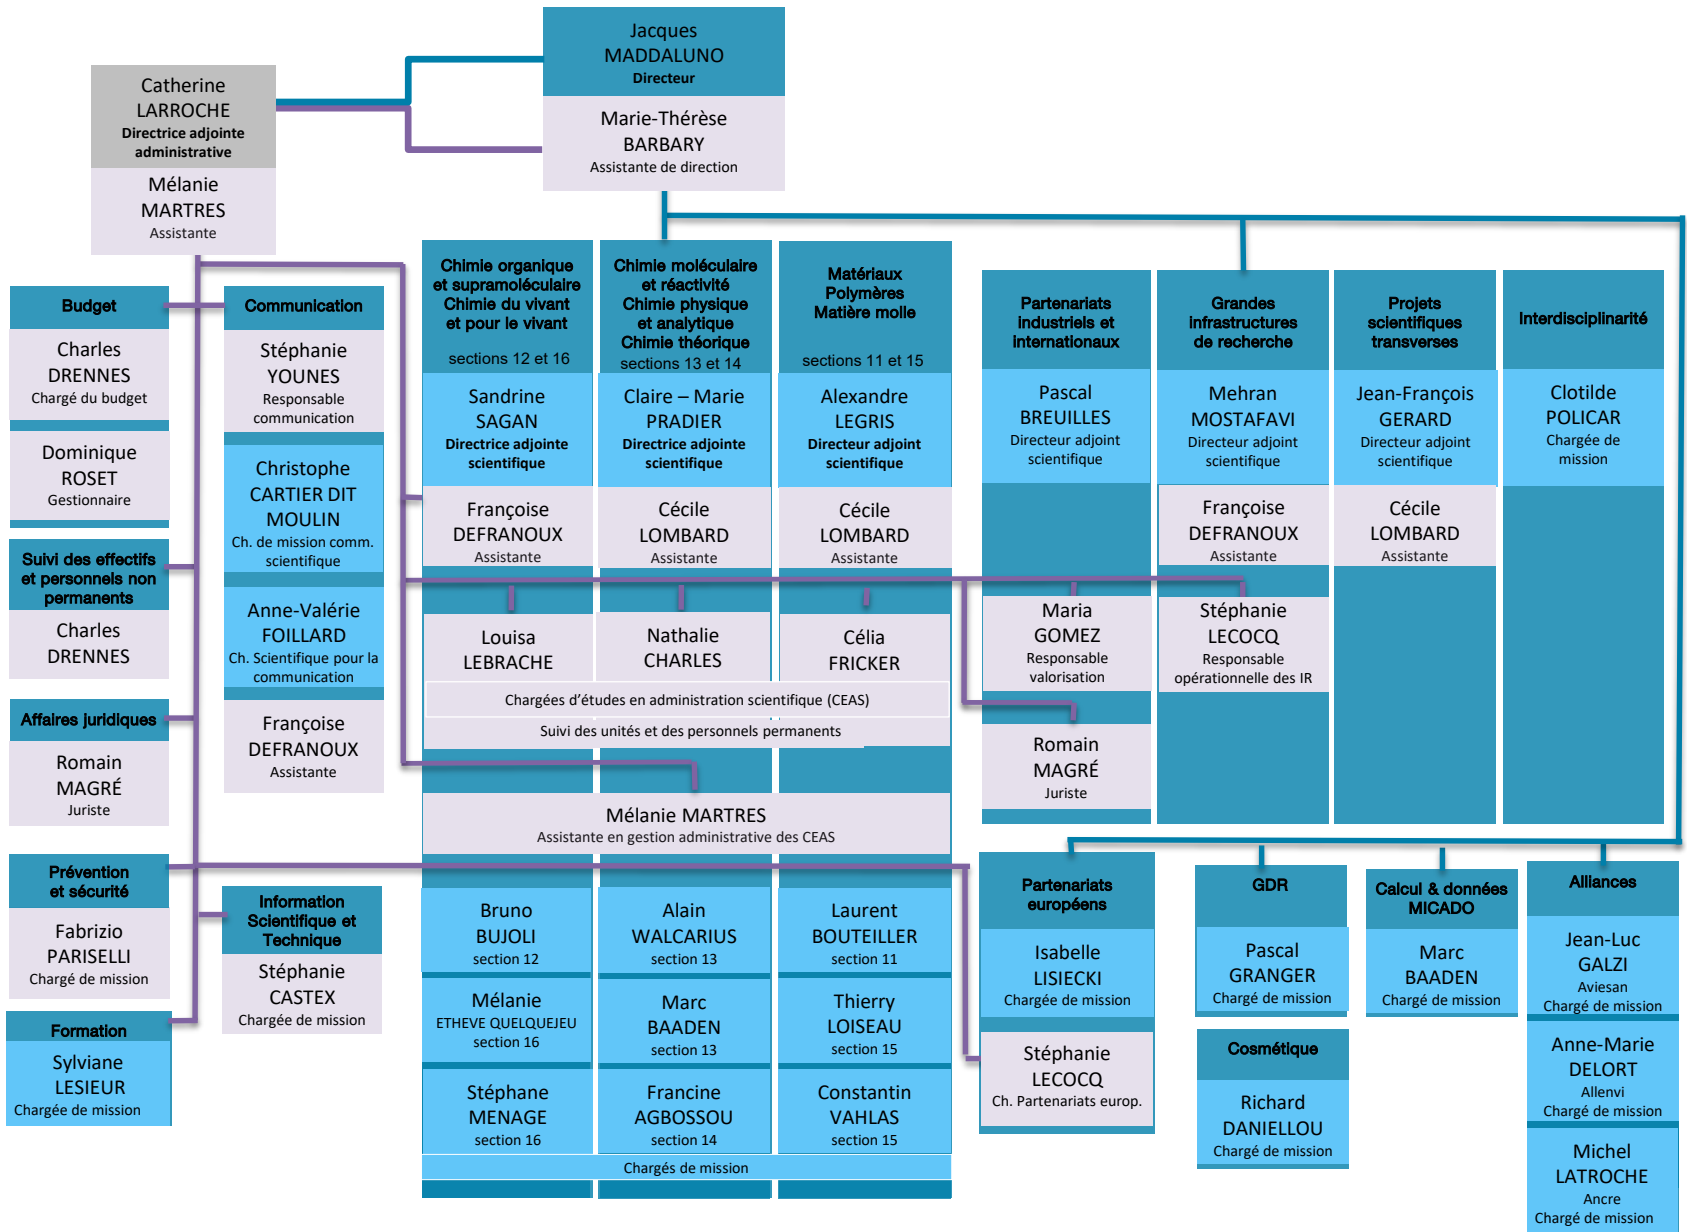 Jacques
MADDALUNO
Directeur
Marie-Thérèse
BARBARY
Assistante de direction
Catherine
LARROCHE
Directrice adjointe
administrative
Mélanie
MARTRES
Assistante
Budget
Charles
DRENNES
Chargé du budget
Dominique
ROSET
Gestionnaire
Suivi des effectifs
et personnels non
permanents
Charles
DRENNES
Affaires juridiques
Romain
MAGRÉ
Juriste
Prévention
et sécurité
Fabrizio
PARISELLI
Chargé de mission
Formation
Sylviane
LESIEUR
Chargée de mission
Communication
Stéphanie
YOUNES
Responsable
communication
Christophe
CARTIER DIT
MOULIN
Ch. de mission comm.
scientifique
Anne-Valérie
FOILLARD
Ch. Scientifique pour la
communication
Françoise
DEFRANOUX
Assistante
Information
Scientifique et
Technique
Stéphanie
CASTEX
Chargée de mission
Chimie organique
et supramoléculaire
Chimie du vivant
et pour le vivant
sections 12 et 16
Sandrine
SAGAN
Directrice adjointe
scientifique
Françoise
DEFRANOUX
Assistante
Louisa
LEBRACHE
Chimie moléculaire
et réactivité
Chimie physique
et analytique
Chimie théorique
sections 13 et 14
Claire – Marie
PRADIER
Directrice adjointe
scientifique
Cécile
LOMBARD
Assistante
Nathalie
CHARLES
Matériaux
Polymères
Matière molle
sections 11 et 15
Alexandre
LEGRIS
Directeur adjoint
scientifique
Cécile
LOMBARD
Assistante
Célia
FRICKER
Chargées d'études en administration scientifique (CEAS)
Suivi des unités et des personnels permanents
Mélanie MARTRES
Assistante en gestion administrative des CEAS
Bruno
BUJOLI
section 12
Mélanie
ETHEVE QUELQUEJEU
section 16
Stéphane
MENAGE
section 16
Alain
WALCARIUS
section 13
Marc
BAADEN
section 13
Francine
AGBOSSOU
section 14
Laurent
BOUTEILLER
section 11
Thierry
LOISEAU
section 15
Constantin
VAHLAS
section 15
Chargés de mission
Partenariats
industriels et
internationaux
Pascal
BREUILLES
Directeur adjoint
scientifique
Maria
GOMEZ
Responsable
valorisation
Romain
MAGRÉ
Juriste
Grandes
infrastructures
de recherche
Mehran
MOSTAFAVI
Directeur adjoint
scientifique
Françoise
DEFRANOUX
Assistante
Stéphanie
LECOCQ
Responsable
opérationnelle des IR
Projets
scientifiques
transverses
Jean-François
GERARD
Directeur adjoint
scientifique
Cécile
LOMBARD
Assistante
Interdisciplinarité
Clotilde
POLICAR
Chargée de
mission
Partenariats
européens
Isabelle
LISIECKI
Chargée de mission
Stéphanie
LECOCQ
Ch. Partenariats europ.
GDR
Pascal
GRANGER
Chargé de mission
Cosmétique
Richard
DANIELLOU
Chargé de mission
Calcul & données
MICADO
Marc
BAADEN
Chargé de mission
Alliances
Jean-Luc
GALZI
Aviesan
Chargé de mission
Anne-Marie
DELORT
Allenvi
Chargé de mission
Michel
LATROCHE
Ancre
Chargé de mission